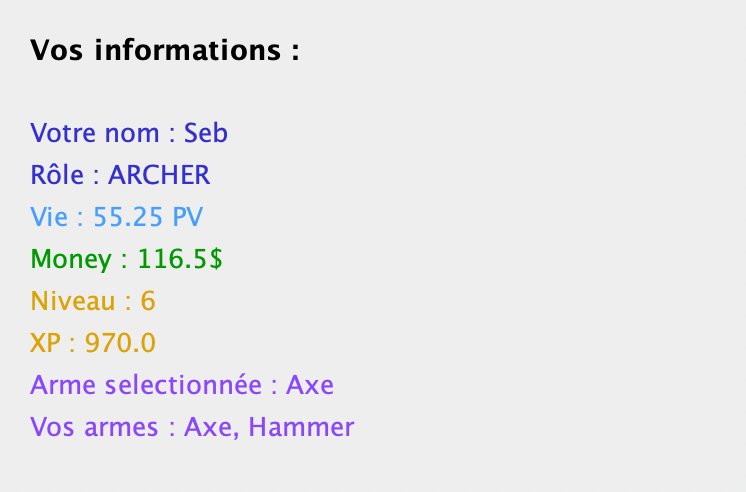 Vos informations :
Votre nom : Seb
Rôle : ARCHER
Vie : 55.25 PV
Money : 116.5$
Niveau : 6
XP : 970.0
Arme selectionnée : Axe
Vos armes : Axe, Hammer